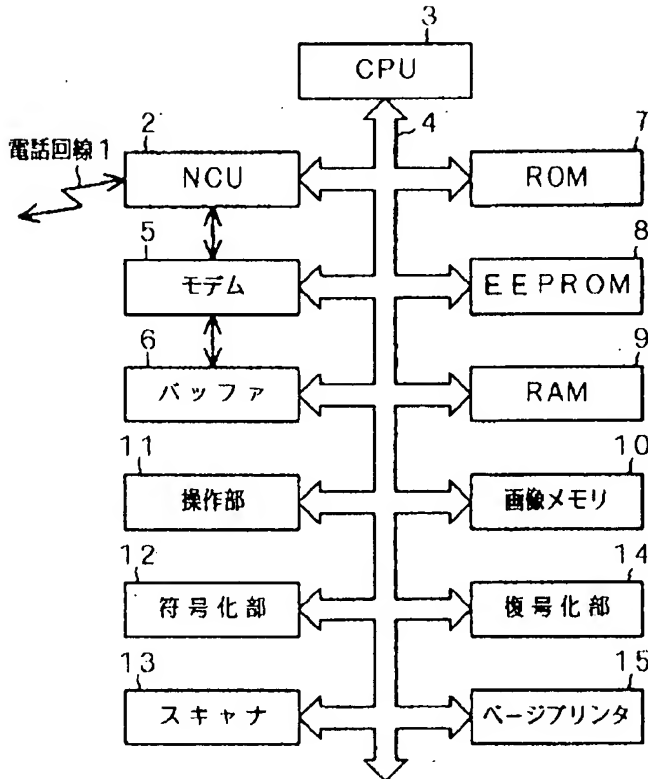 3
CPU
4
電話回線1
2
NCU
7
ROM
5
モデム
8
EEPROM
6
バッファ
9
RAM
11
操作部
10
画像メモリ
12
符号化部
14
復号化部
13
スキャナ
15
ページプリンタ